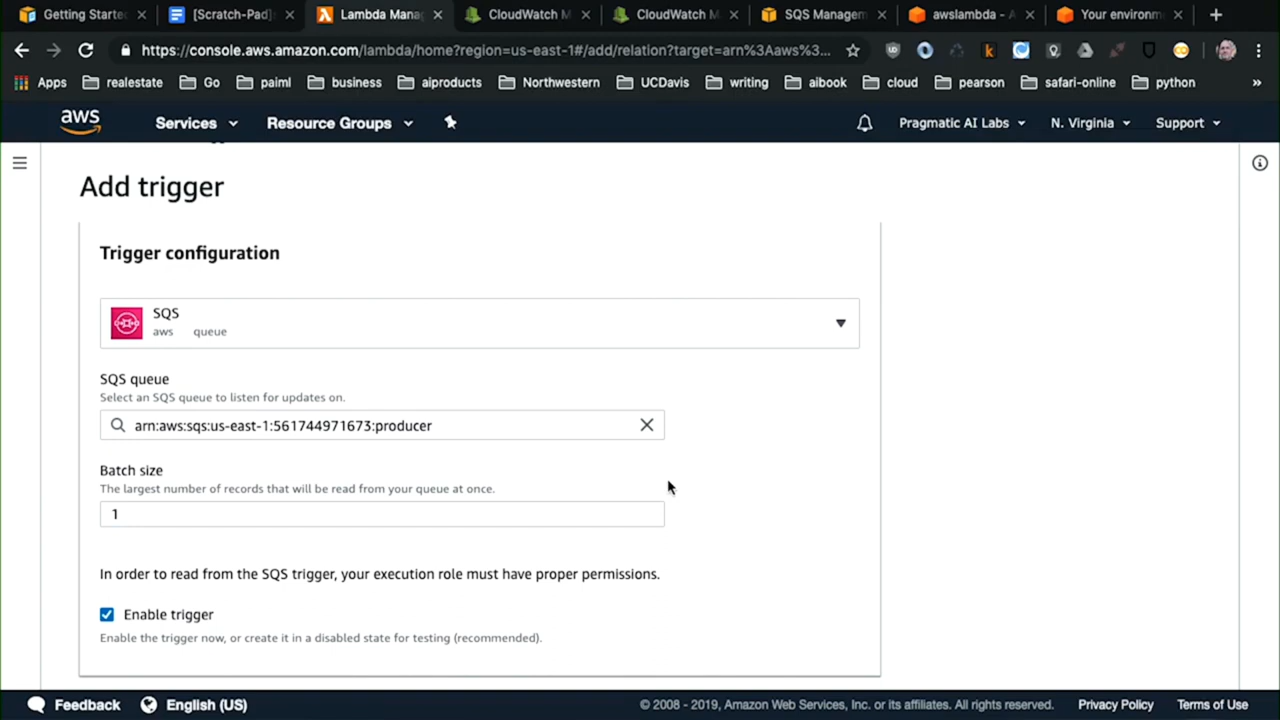 Getting Starte
[Scratch-Pad]
Lambda Mana
CloudWatch M
CloudWatch M
SQS Managem
awslambda - A
Your environm
https://console.aws.amazon.com/lambda/home?region=us-east-1#/add/relation?target=arn%3Aaws%3...
Apps
realestate
Go
paiml
business
aiproducts
Northwestern
UCDavis
writing
aibook
cloud
pearson
safari-online
python
»
aws
Services
Resource Groups
Pragmatic AI Labs
N. Virginia
Support
Add trigger
Trigger configuration
SQS
aws queue
SQS queue
Select an SQS queue to listen for updates on.
arn:aws:sqs:us-east-1:561744971673:producer
Batch size
The largest number of records that will be read from your queue at once.
1
In order to read from the SQS trigger, your execution role must have proper permissions.
Enable trigger
Enable the trigger now, or create it in a disabled state for testing (recommended).
Feedback
English (US)
© 2008 - 2019, Amazon Web Services, Inc. or its affiliates. All rights reserved.
Privacy Policy
Terms of Use